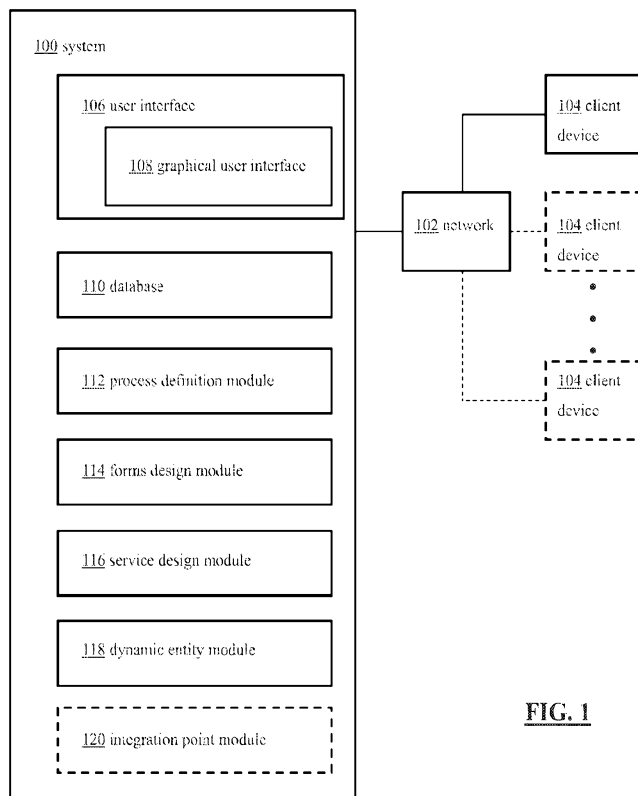 100 system
106 user interface
108 graphical user interface
110 database
112 process definition module
114 forms design module
116 service design module
118 dynamic entity module
120 integration point module
102 network
104 client
device
104 client
device
104 client
device
FIG. 1